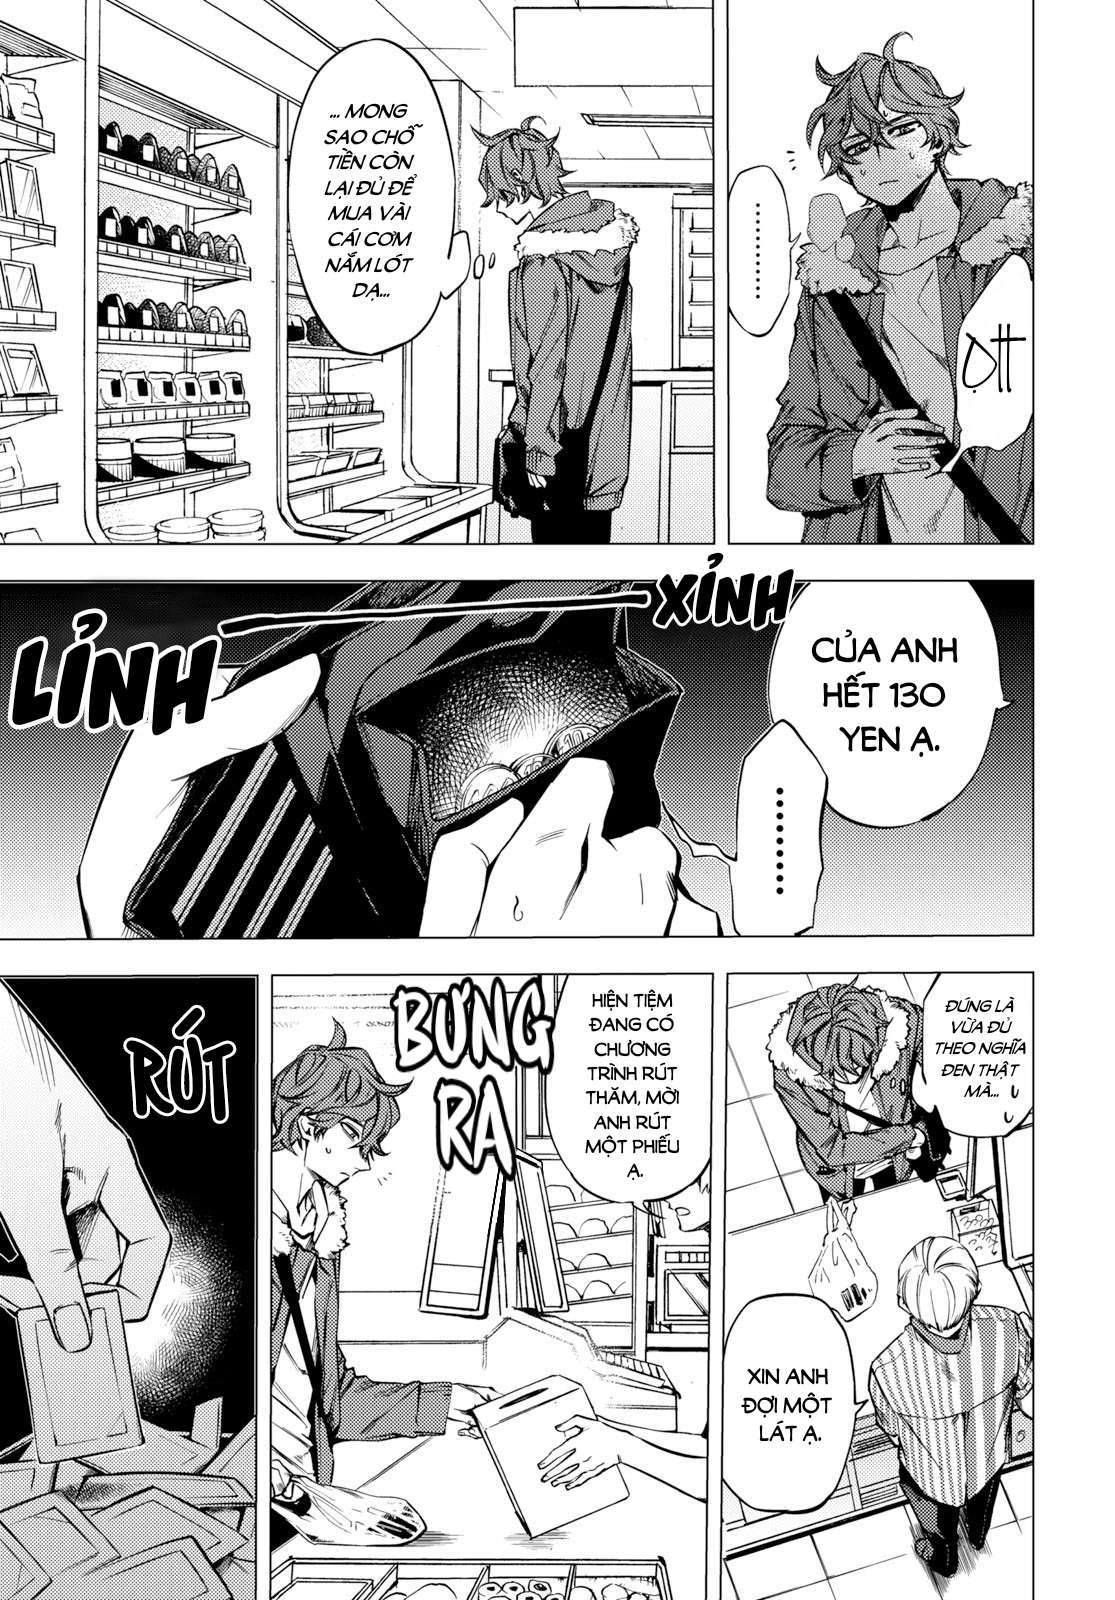 .........
ỌT
... MONG
SAO CHỖ
TIỀN CÒN
LẠI ĐỦ ĐỂ
MUA VÀI
CÁI CƠM
NẮM LÓT
DẠ...
CỦA ANH
HẾT 130
YEN Ạ.
.........
LỈNH
XỈNH
ĐÚNG LÀ
VỪA ĐỦ
THEO NGHĨA
ĐEN THẬT
MÀ...
XIN ANH
ĐỢI MỘT
LÁT Ạ.
HIỆN TIỆM
ĐANG CÓ
CHƯƠNG
TRÌNH RÚT
THĂM, MỜI
ANH RÚT
MỘT PHIẾU
Ạ.
BƯNG
RA
RÚT